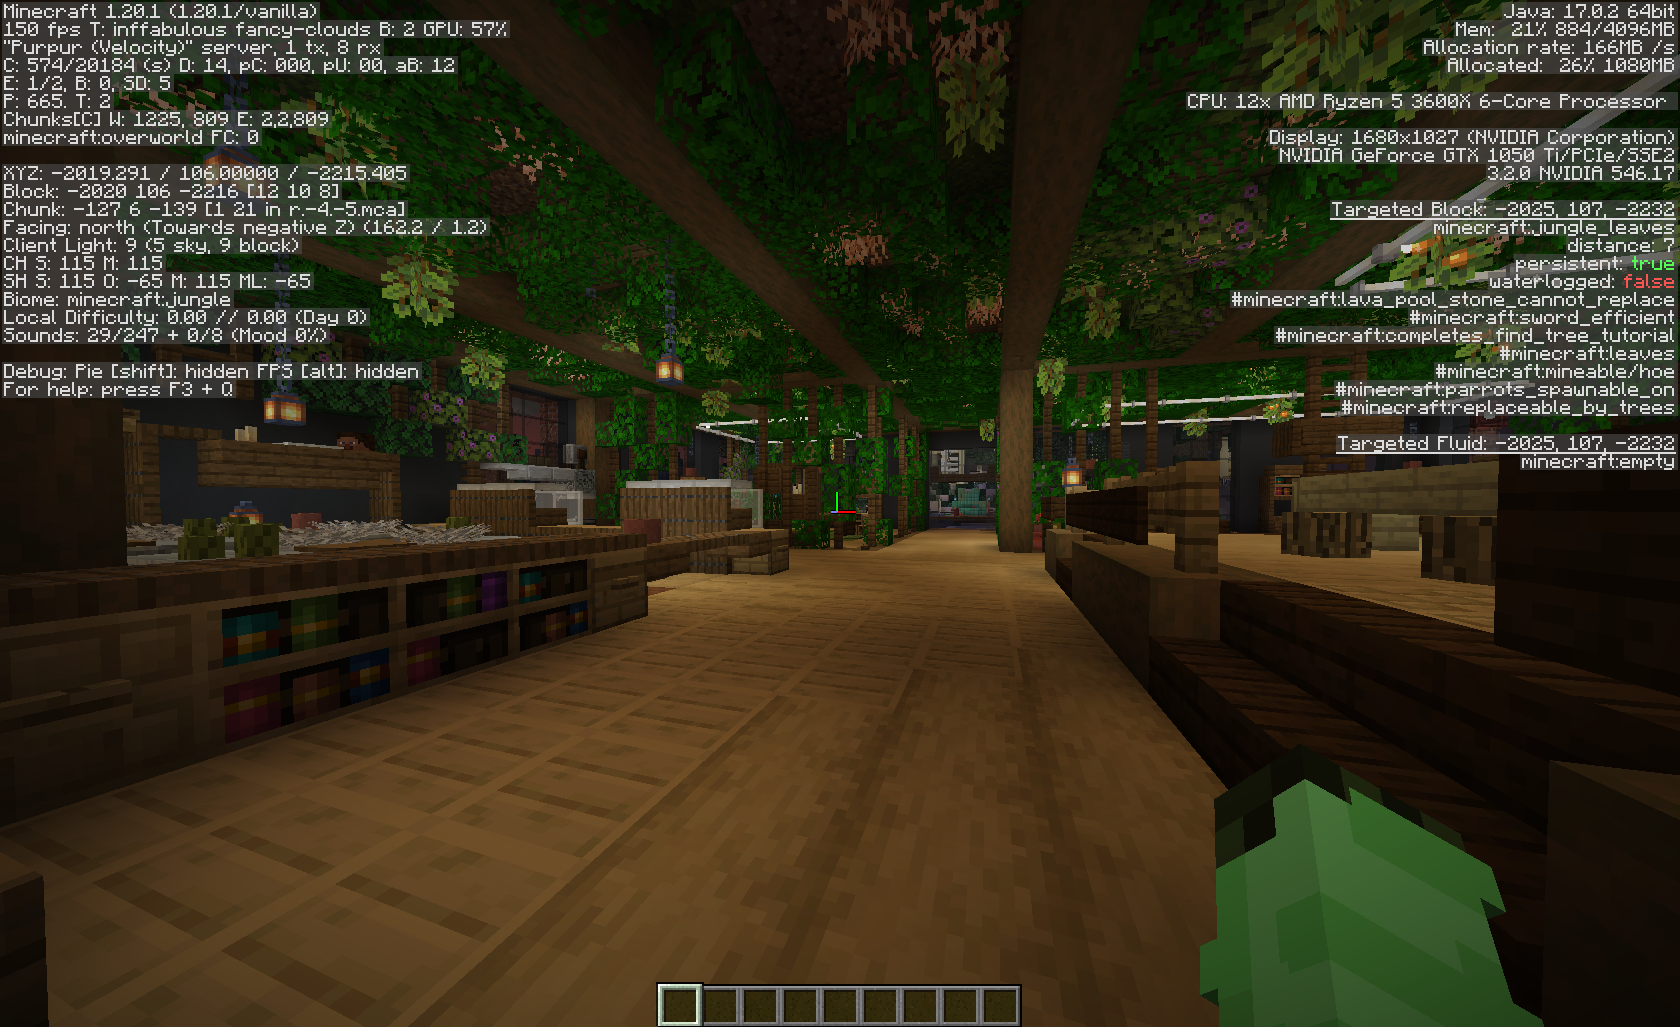 Minecraft 1.20.1 (1.20.1/vanilla)
150 fps T: inffabulous fancy-clouds B: 2 GPU: 57%
"Purpur (Velocity)" server, 1 tx, 8 rx
C: 574/20184 (s) D: 14, pC: 000, pU: 00, aB: 12
E: 1/2, B: 0, SD: 5
P: 665. T: 2
Chunks[C] W: 1225, 809 E: 2,2,809
minecraft:overworld FC: 0
XYZ: -2019.291 / 106.00000 / -2215.405
Block: -2020 106 -2216 [12 10 8]
Chunk: -127 6 -139 [1 21 in r.-4.-5.mca]
Facing: north (Towards negative Z) (162.2 / 1.2)
Client Light: 9 (5 sky, 9 block)
CH S: 115 M: 115
SH S: 115 O: -65 M: 115 ML: -65
Biome: minecraft:jungle
Local Difficulty: 0.00 // 0.00 (Day 0)
Sounds: 29/247 + 0/8 (Mood 0%)
Debug: Pie [shift]: hidden FPS [alt]: hidden
For help: press F3 + Q
Java: 17.0.2 64bit
Mem: 21% 884/4096MB
Allocation rate: 166MB /s
Allocated: 26% 1080MB
CPU: 12x AMD Ryzen 5 3600X 6-Core Processor
Display: 1680x1027 (NVIDIA Corporation)
NVIDIA GeForce GTX 1050 Ti/PCIe/SSE2
3.2.0 NVIDIA 546.17
Targeted Block: -2025, 107, -2232
minecraft:jungle_leaves
distance: 7
persistent: true
waterlogged: false
#minecraft:lava_pool_stone_cannot_replace
#minecraft:sword_efficient
#minecraft:completes_find_tree_tutorial
#minecraft:leaves
#minecraft:mineable/hoe
#minecraft:parrots_spawnable_on
#minecraft:replaceable_by_trees
Targeted Fluid: -2025, 107, -2232
minecraft:empty